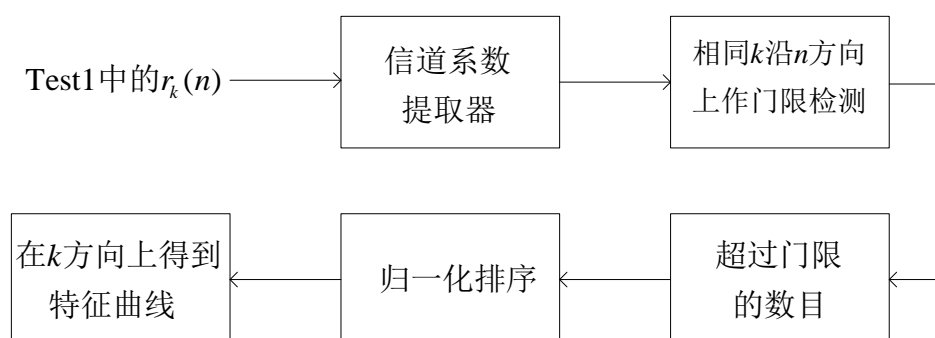 Test1中的r_k(n)
信道系数
提取器
相同k沿n方向
上作门限检测
超过门限
的数目
归一化排序
在k方向上得到
特征曲线